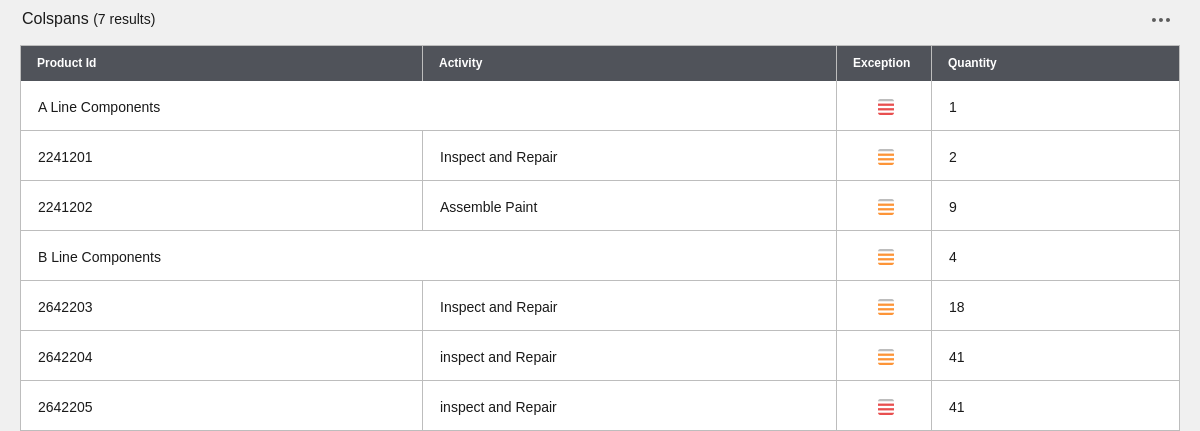 Colspans (7 results)
Product Id Activity Exception Quantity
A Line Components 1
2241201 Inspect and Repair 2
2241202 Assemble Paint 9
B Line Components 4
2642203 Inspect and Repair 18
2642204 inspect and Repair 41
2642205 inspect and Repair 41